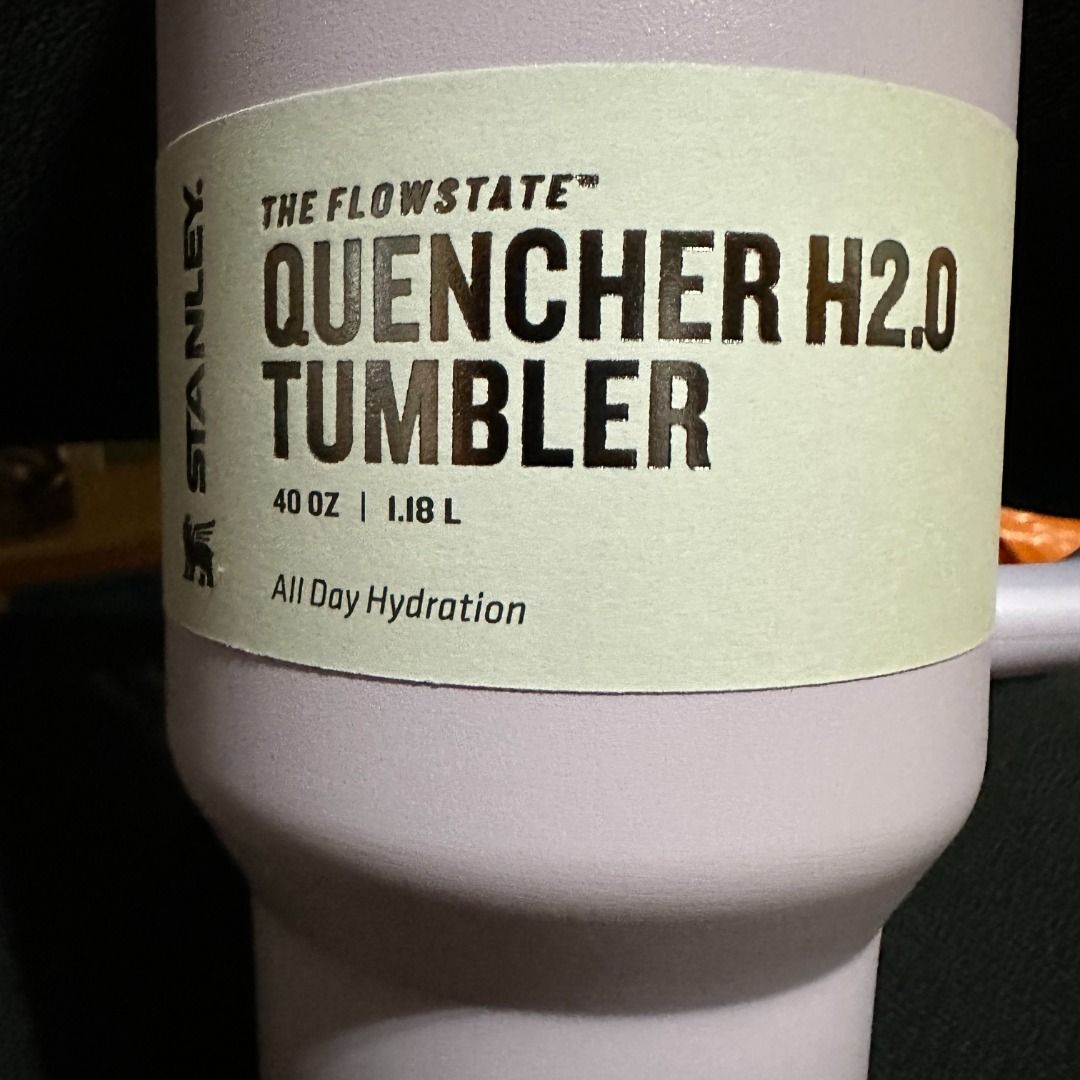 STANLEY.
THE FLOWSTATE™
QUENCHER H2.0
TUMBLER
40 OZ | 1.18 L
All Day Hydration